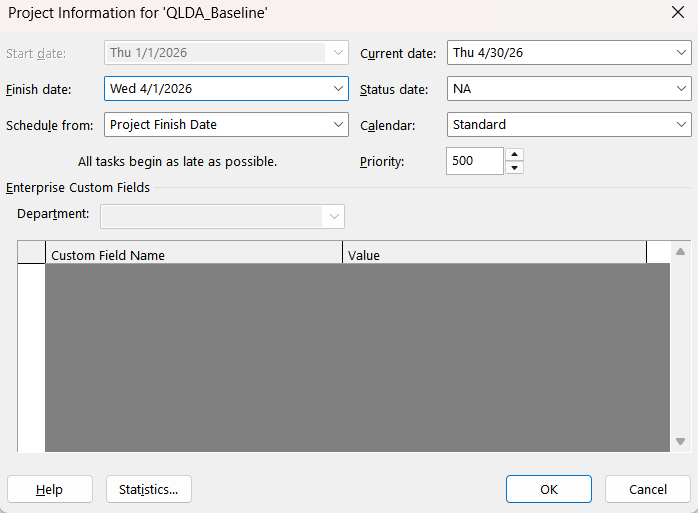 Project Information for 'QLDA_Baseline'
Start date: Thu 1/1/2026 Current date: Thu 4/30/26
Finish date: Wed 4/1/2026 Status date: NA
Schedule from: Project Finish Date Calendar: Standard
All tasks begin as late as possible. Priority: 500
Enterprise Custom Fields
Department:
Custom Field Name Value
Help Statistics... OK Cancel